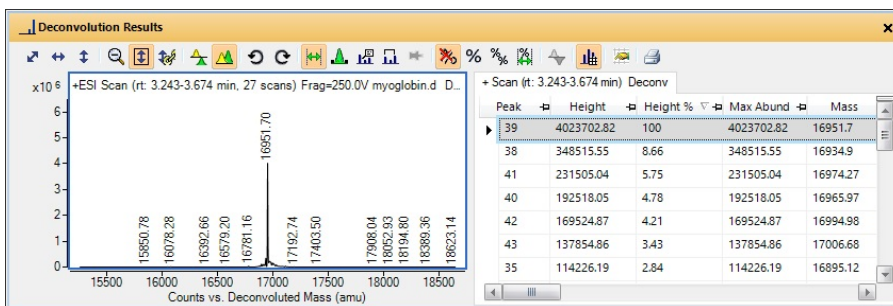 Deconvolution Results
+ Scan (rt: 3.243-3.674 min) Deconv
x10 6 +ESI Scan (rt: 3.243-3.674 min, 27 scans) Frag=250.0V myoglobin.d D...
6
5
4
3
2
1
0
16951.70
15850.78
16078.28
16392.66
16579.20
16781.16
17192.74
17403.50
17908.04
18052.93
18194.80
18389.36
18623.14
15500 16000 16500 17000 17500 18000 18500
Counts vs. Deconvoluted Mass (amu)
Peak Height Height % Max Abund Mass
39 4023702.82 100 4023702.82 16951.7
38 348515.55 8.66 348515.55 16934.9
41 231505.04 5.75 231505.04 16974.27
40 192518.05 4.78 192518.05 16965.97
42 169524.87 4.21 169524.87 16994.98
43 137854.86 3.43 137854.86 17006.68
35 114226.19 2.84 114226.19 16895.12